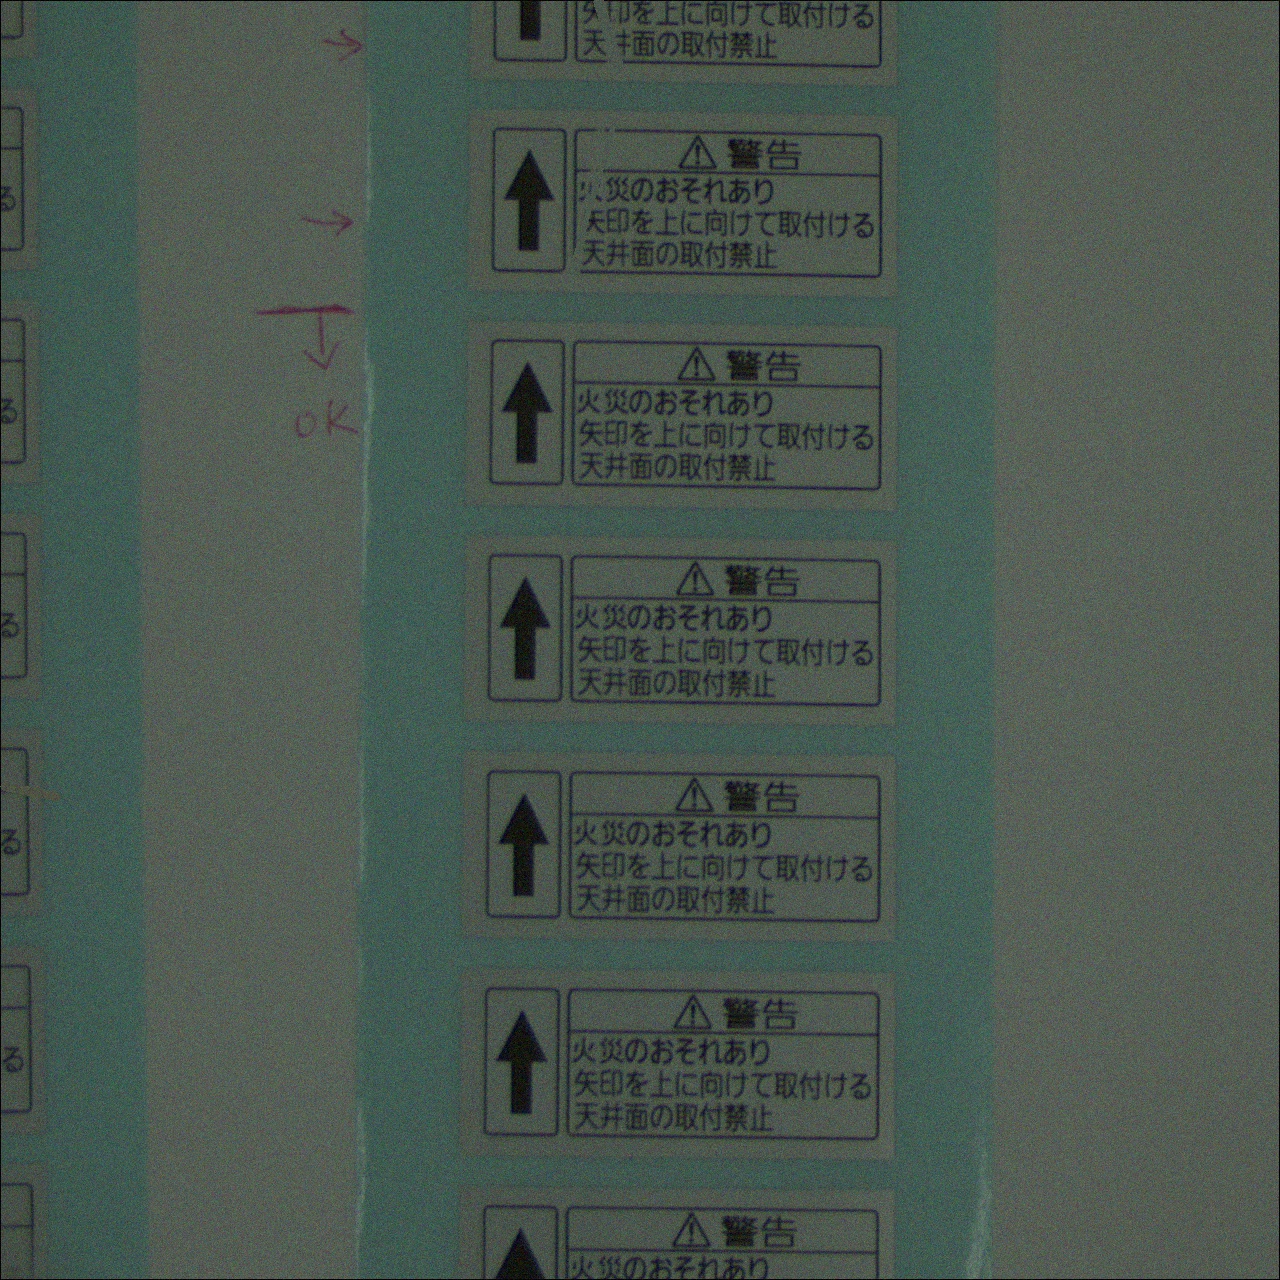 を上に向けて取付ける
天井面の取付禁止
警告
火災のおそれあり
矢印を上に向けて取付ける
天井面の取付禁止
OK
警告
火災のおそれあり
矢印を上に向けて取付ける
天井面の取付禁止
警告
火災のおそれあり
矢印を上に向けて取付ける
天井面の取付禁止
警告
火災のおそれあり
矢印を上に向けて取付ける
天井面の取付禁止
警告
火災のおそれあり
矢印を上に向けて取付ける
天井面の取付禁止
警告
火災のおそれあり
る
る
る
る
る